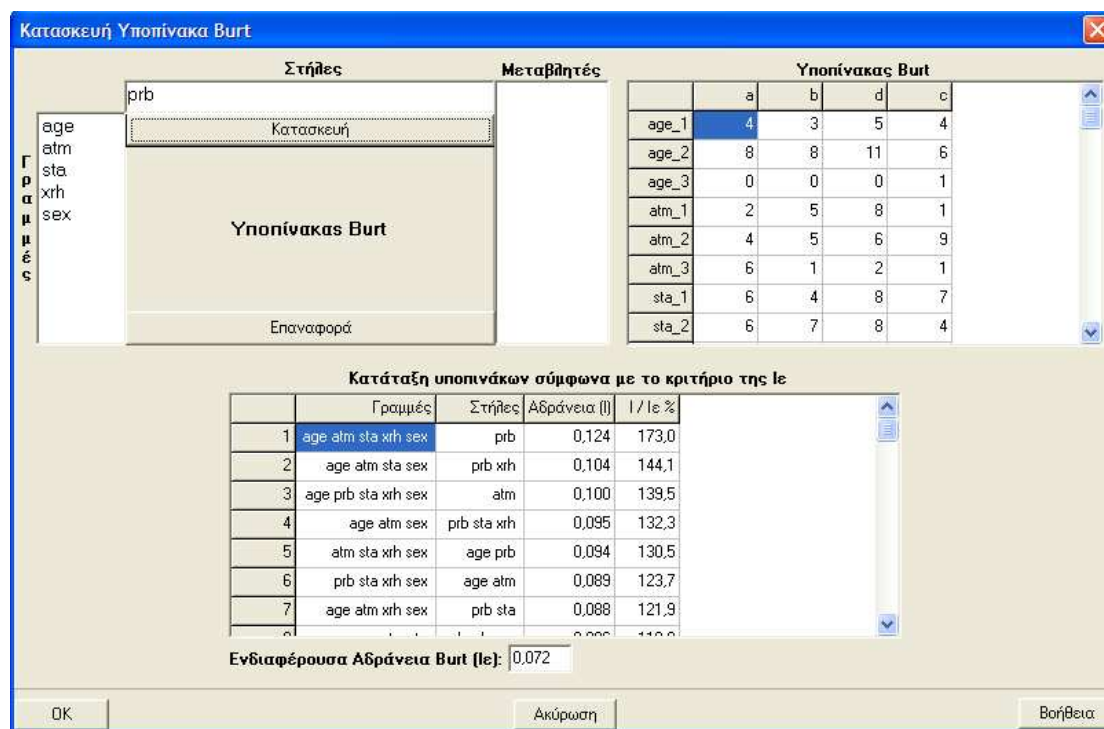 Κατασκευή Υποπίνακα Burt
Στήλες
Μεταβλητές
Υποπίνακας Burt
prb
Κατασκευή
Γραμμές
age
atm
sta
xrh
sex
Υποπίνακας Burt
Επαναφορά
a b d c
age_1 4 3 5 4
age_2 8 8 11 6
age_3 0 0 0 1
atm_1 2 5 8 1
atm_2 4 5 6 9
atm_3 6 1 2 1
sta_1 6 4 8 7
sta_2 6 7 8 4
Κατάταξη υποπινάκων σύμφωνα με το κριτήριο της Ιε
Γραμμές Στήλες Αδράνεια (Ι) Ι / Ιε %
1 age atm sta xrh sex prb 0,124 173,0
2 age atm sta sex prb xrh 0,104 144,1
3 age prb sta xrh sex atm 0,100 139,5
4 age atm sex prb sta xrh 0,095 132,3
5 atm sta xrh sex age prb 0,094 130,5
6 prb sta xrh sex age atm 0,089 123,7
7 age atm xrh sex prb sta 0,088 121,9
Ενδιαφέρουσα Αδράνεια Burt (Ιε): 0,072
OK
Ακύρωση
Βοήθεια